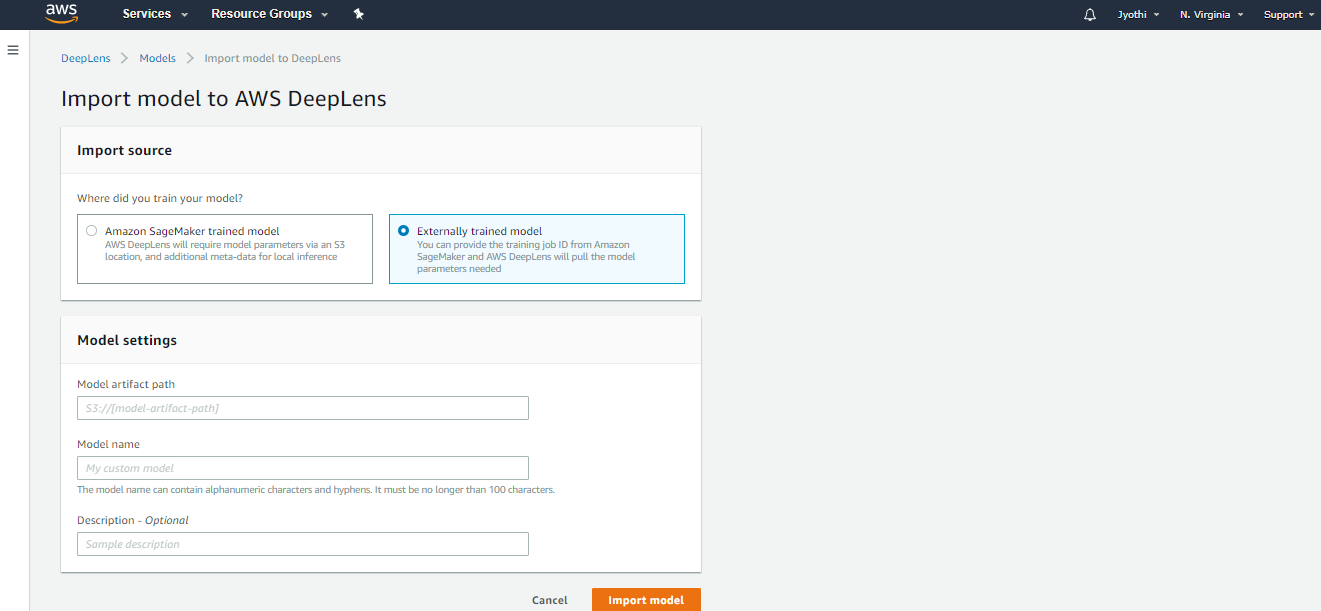 aws Services Resource Groups Jyothi N. Virginia Support
DeepLens Models Import model to DeepLens
Import model to AWS DeepLens
Import source
Where did you train your model?
Amazon SageMaker trained model
AWS DeepLens will require model parameters via an S3
location, and additional meta-data for local inference
Externally trained model
You can provide the training job ID from Amazon
SageMaker and AWS DeepLens will pull the model
parameters needed
Model settings
Model artifact path
S3://[model-artifact-path]
Model name
My custom model
The model name can contain alphanumeric characters and hyphens. It must be no longer than 100 characters.
Description - Optional
Sample description
Cancel Import model